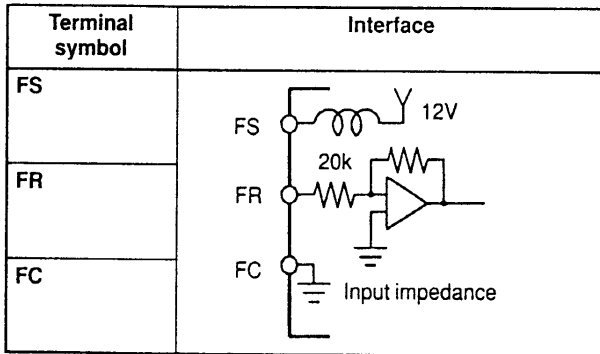 Terminal
symbol
Interface
FS
FS
12V
20k
FR
FR
FC
FC
Input impedance